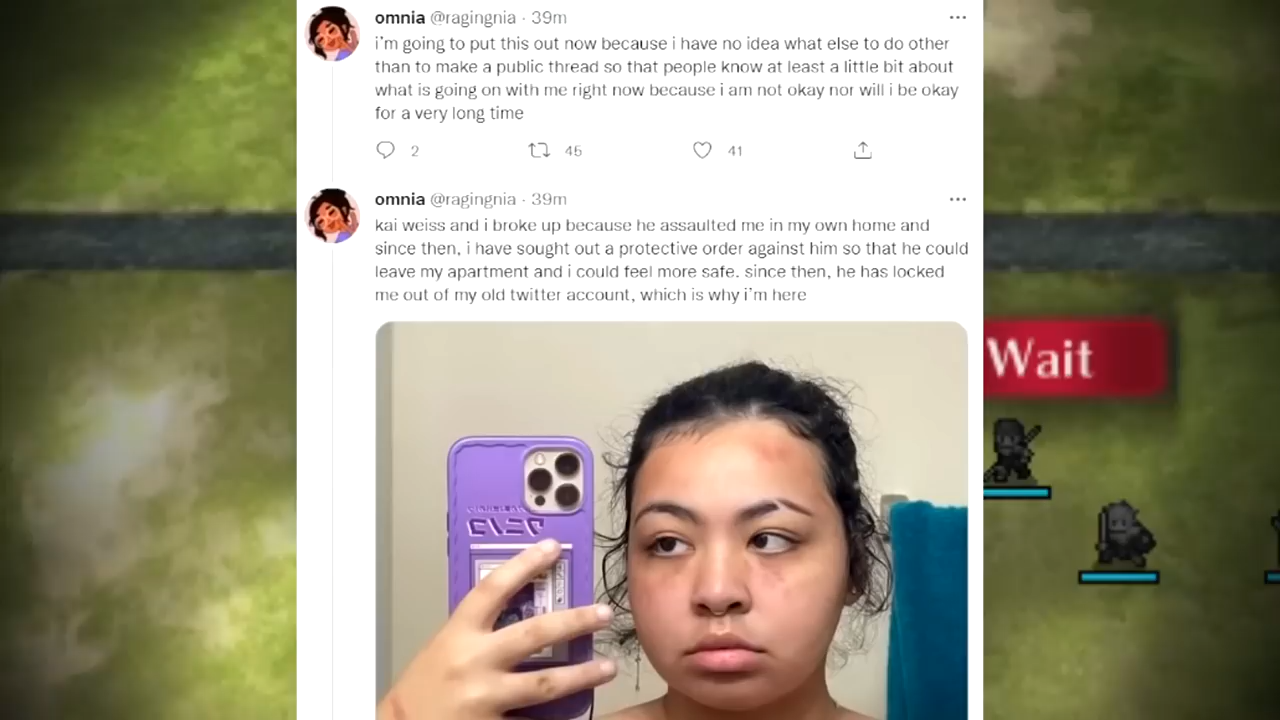 omnia @ragingnia · 39m
i'm going to put this out now because i have no idea what else to do other
than to make a public thread so that people know at least a little bit about
what is going on with me right now because i am not okay nor will i be okay
for a very long time
2 45 41
omnia @ragingnia · 39m
kai weiss and i broke up because he assaulted me in my own home and
since then, i have sought out a protective order against him so that he could
leave my apartment and i could feel more safe. since then, he has locked
me out of my old twitter account, which is why i'm here
Wait